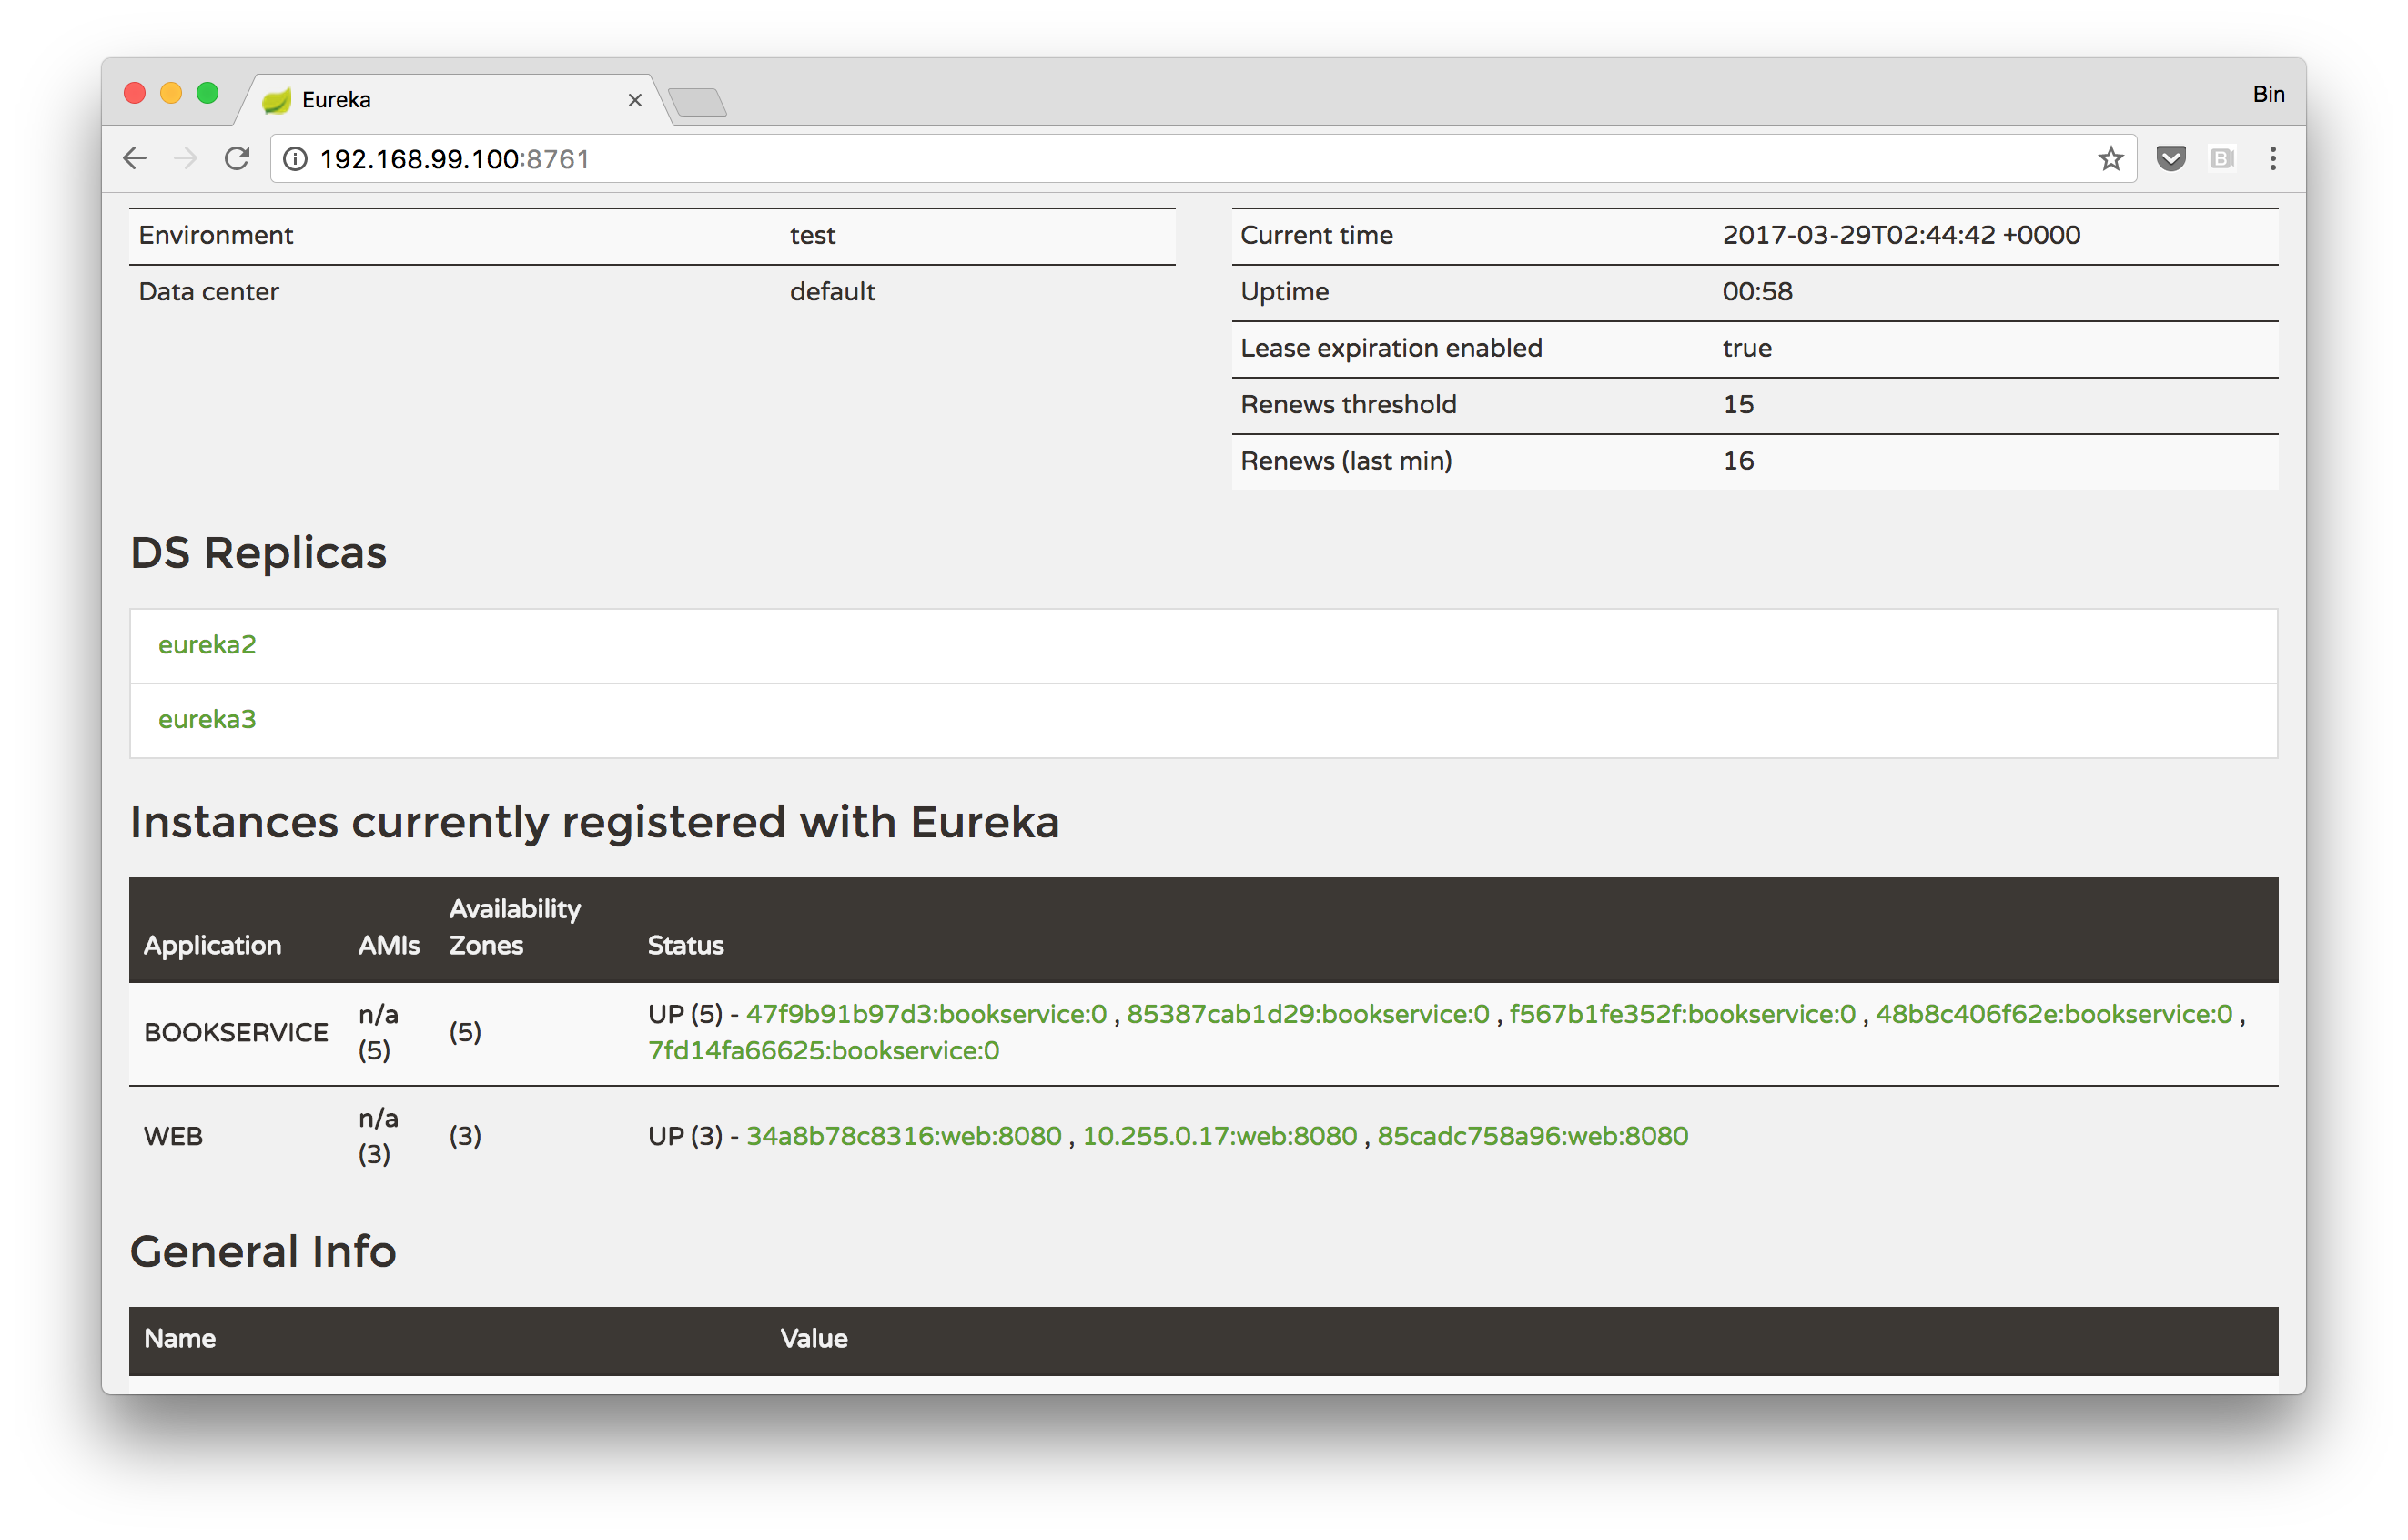 Eureka
Bin
192.168.99.100:8761
Environment test
Data center default
Current time 2017-03-29T02:44:42 +0000
Uptime 00:58
Lease expiration enabled true
Renews threshold 15
Renews (last min) 16
DS Replicas
eureka2
eureka3
Instances currently registered with Eureka
Application AMIs Availability Zones Status
BOOKSERVICE n/a (5) (5) UP (5) - 47f9b91b97d3:bookservice:0 , 85387cab1d29:bookservice:0 , f567b1fe352f:bookservice:0 , 48b8c406f62e:bookservice:0 ,
7fd14fa66625:bookservice:0
WEB n/a (3) (3) UP (3) - 34a8b78c8316:web:8080 , 10.255.0.17:web:8080 , 85cadc758a96:web:8080
General Info
Name Value